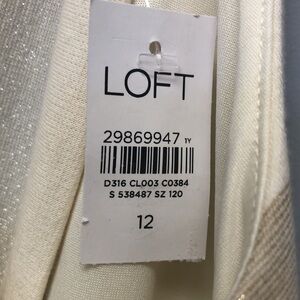 LOFT
29869947 TY
D316 CL003 C0384
S 538487 SZ 120
12